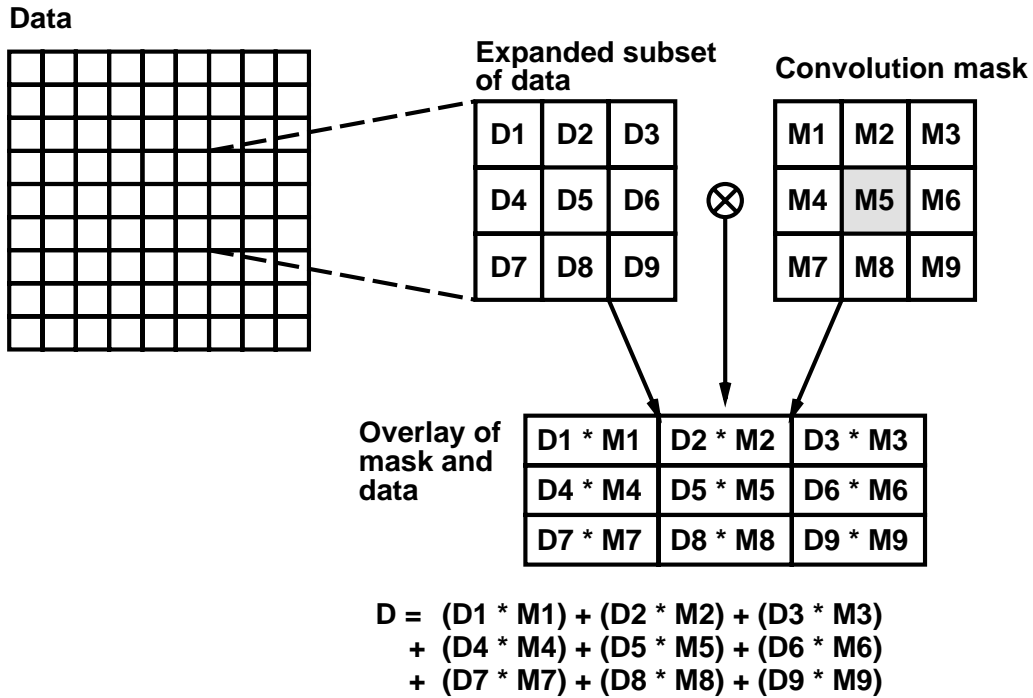 Data
Expanded subset
of data
Convolution mask
D1 D2 D3
D4 D5 D6
D7 D8 D9
M1 M2 M3
M4 M5 M6
M7 M8 M9
Overlay of
mask and
data
D1 * M1 D2 * M2 D3 * M3
D4 * M4 D5 * M5 D6 * M6
D7 * M7 D8 * M8 D9 * M9
D = (D1 * M1) + (D2 * M2) + (D3 * M3)
+ (D4 * M4) + (D5 * M5) + (D6 * M6)
+ (D7 * M7) + (D8 * M8) + (D9 * M9)